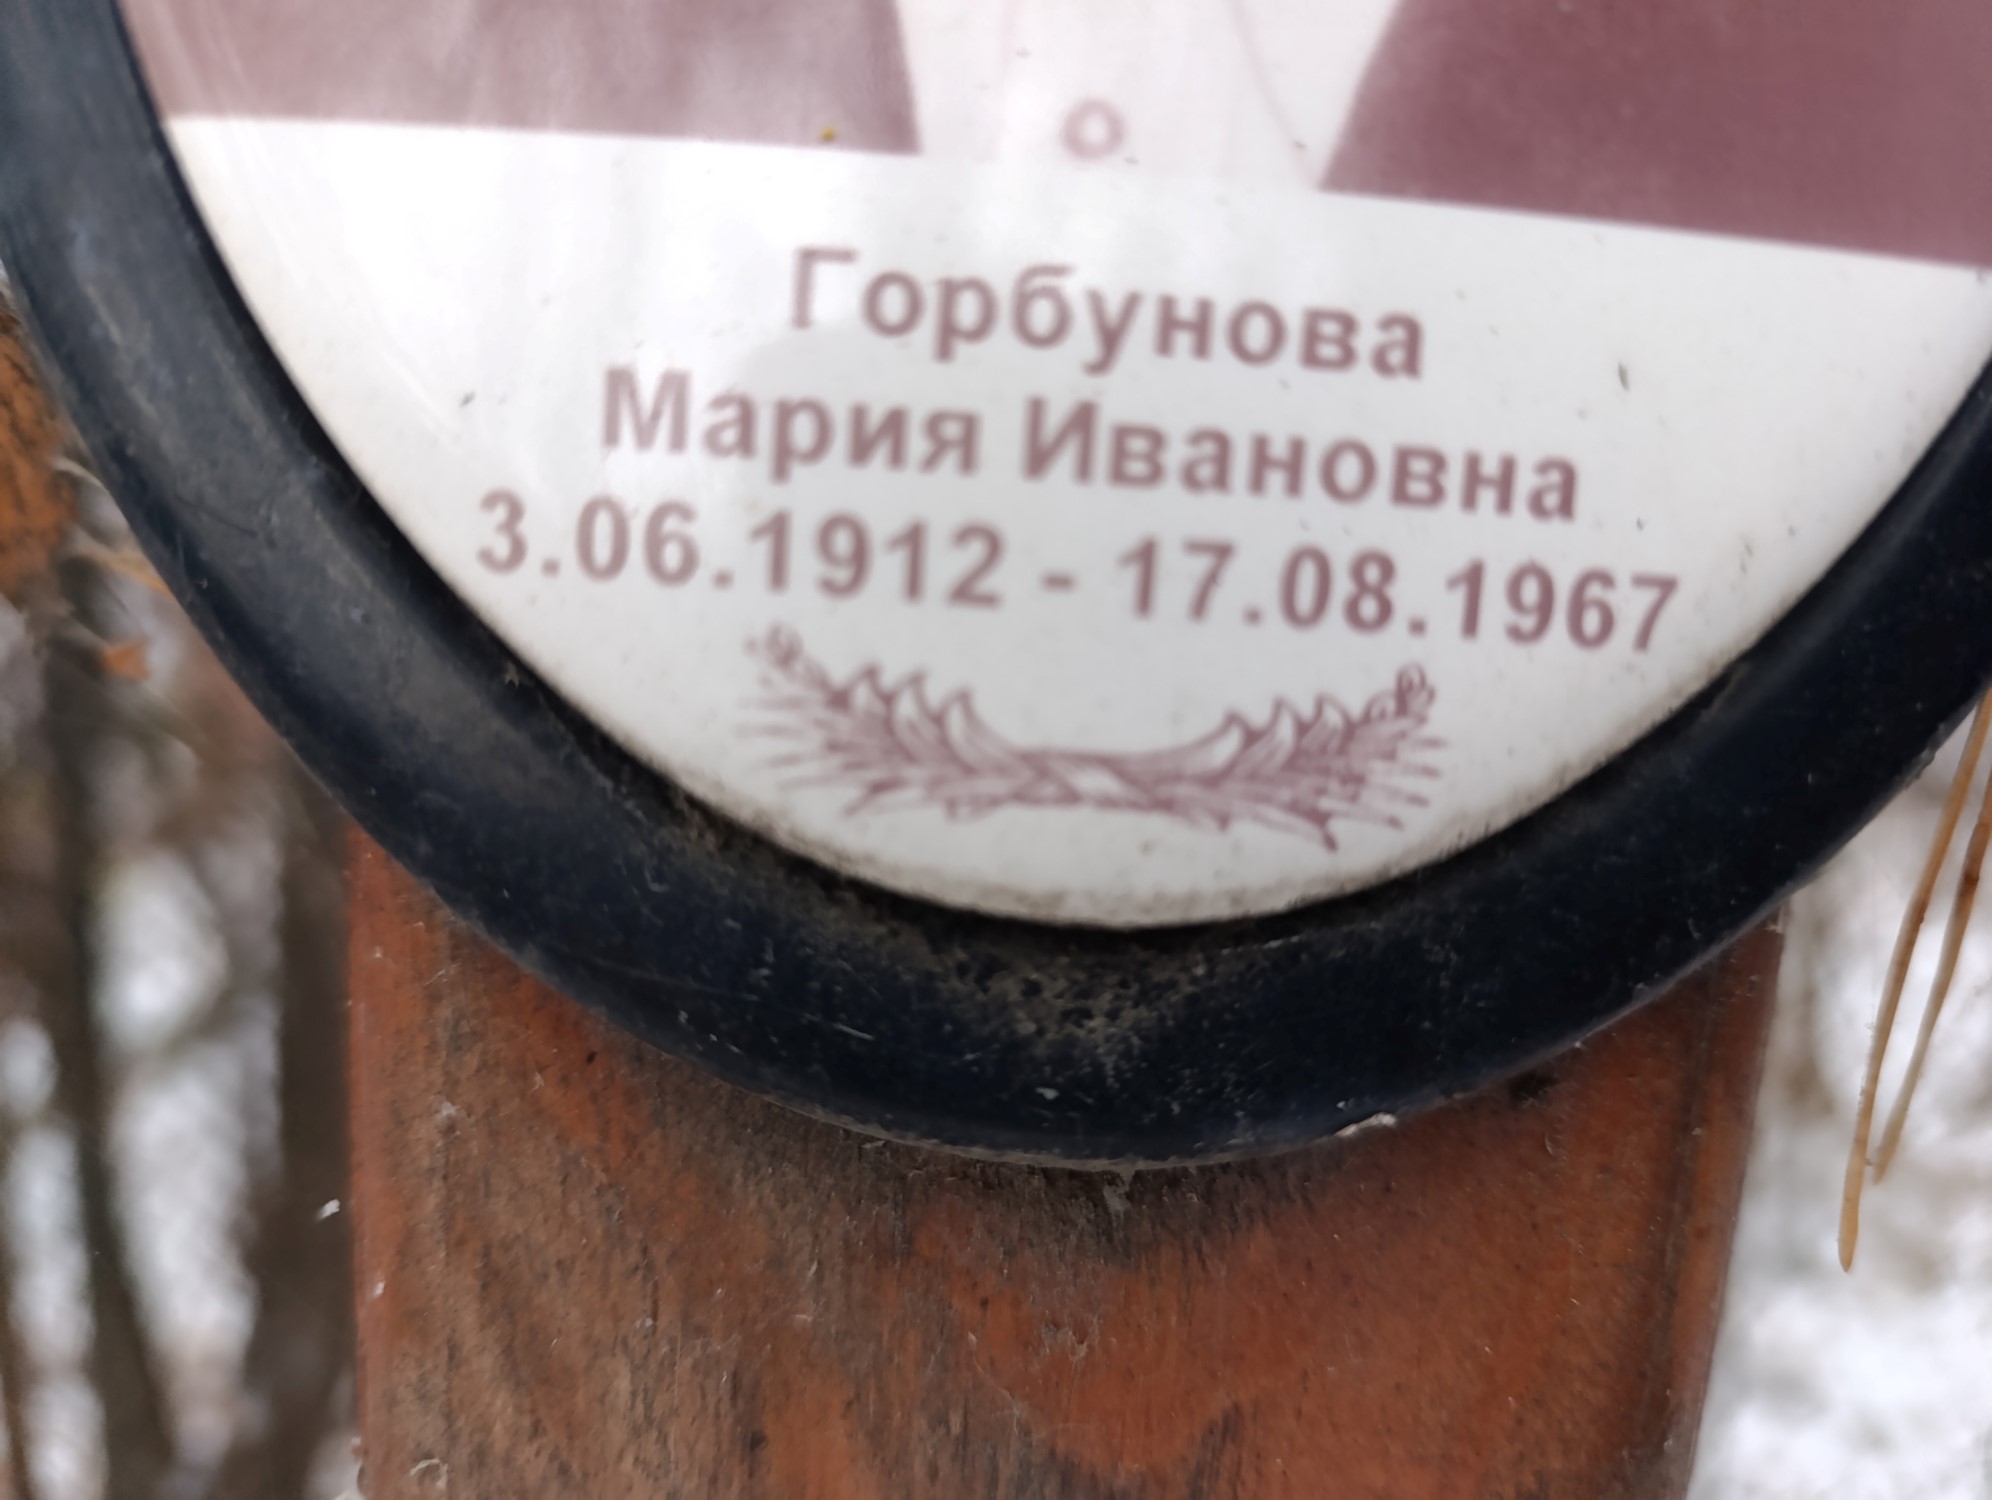 Горбунова
Мария Ивановна
3.06.1912 - 17.08.1967